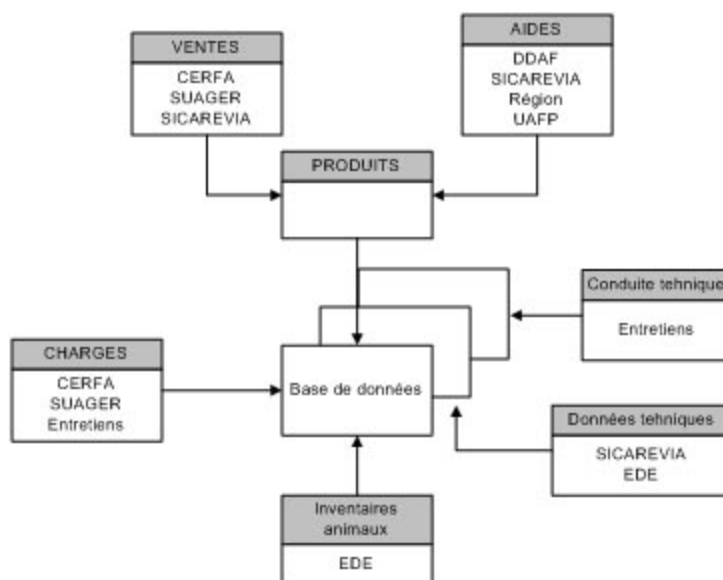 VENTES
CERFA
SUAGER
SICAREVIA
AIDES
DDAF
SICAREVIA
Région
UAFP
PRODUITS
Conduite tehnique
Entretiens
CHARGES
CERFA
SUAGER
Entretiens
Base de données
Données tehniques
SICAREVIA
EDE
Inventaires
animaux
EDE